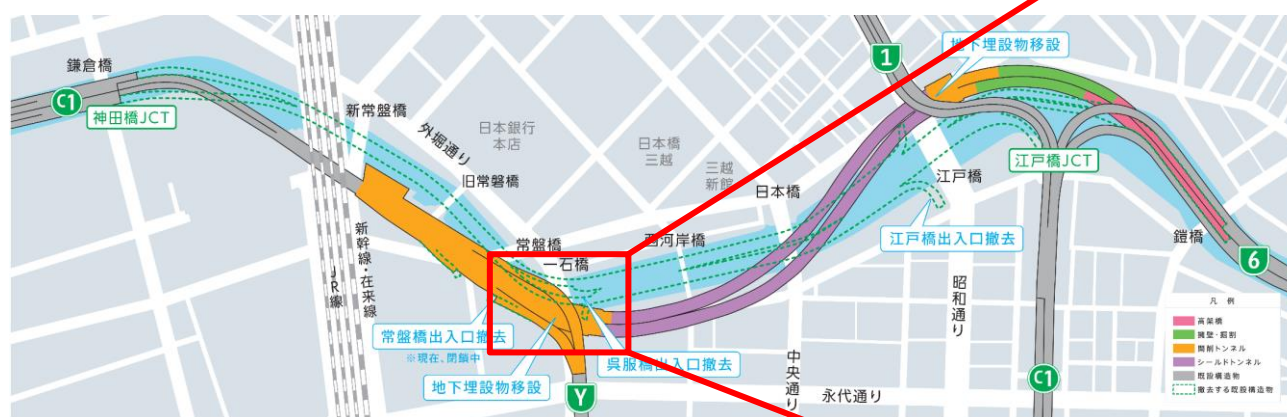 鎌倉橋
C1
神田橋JCT
新常盤橋
外堀通り
日本銀行
本店
旧常磐橋
日本橋
三越
三越
新館
日本橋
1
地下埋設物移設
江戸橋JCT
江戸橋
江戸橋出入口撤去
鎧橋
6
新幹線・在来線
JR線
常盤橋
一石橋
西河岸橋
常盤橋出入口撤去
※現在、閉鎖中
地下埋設物移設
呉服橋出入口撤去
Y
中央通り
永代通り
昭和通り
C1
凡 例
高架橋
擁壁・掘割
開削トンネル
シールドトンネル
既設構造物
撤去する既設構造物